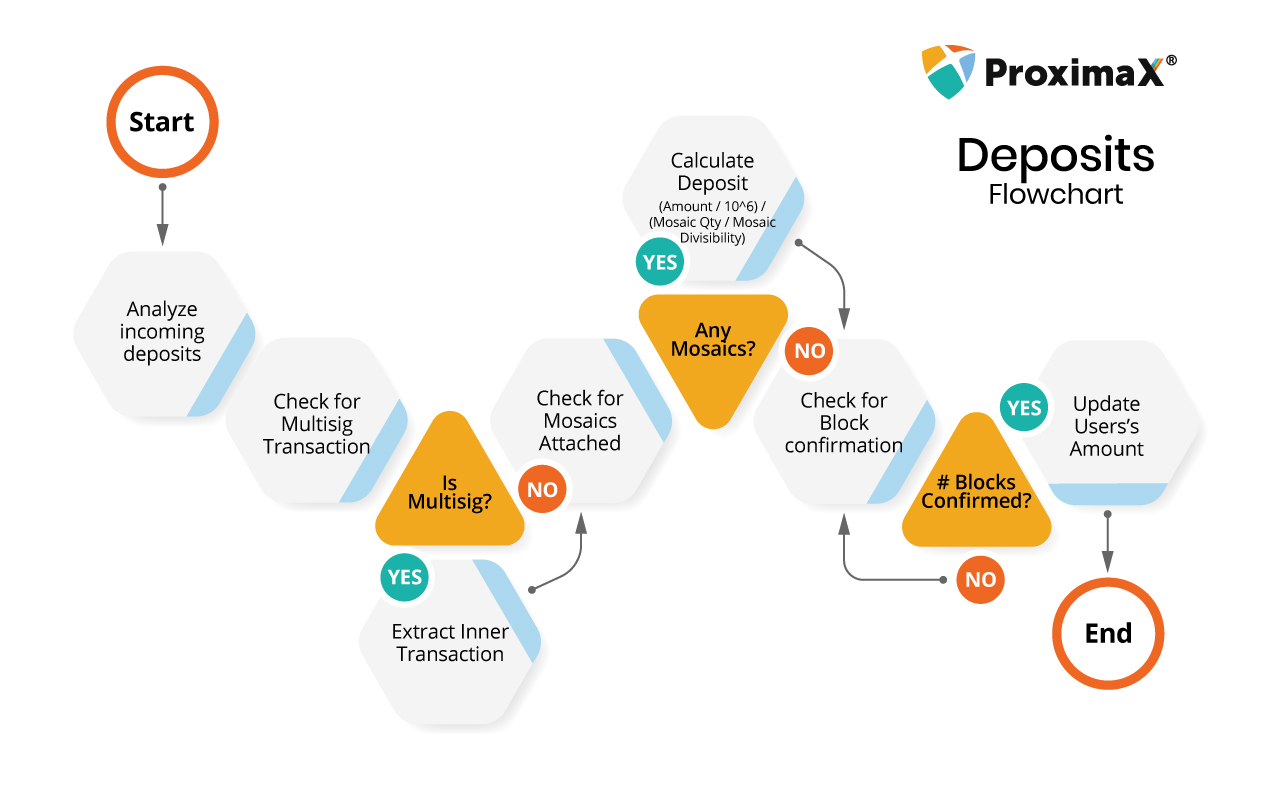 ProximaX®
Deposits
Flowchart
Start
Analyze
incoming
deposits
Check for
Multisig
Transaction
Is
Multisig?
YES
Extract Inner
Transaction
NO
Check for
Mosaics
Attached
Any
Mosaics?
YES
Calculate
Deposit
(Amount / 10^6) /
(Mosaic Qty / Mosaic
Divisibility)
NO
Check for
Block
confirmation
# Blocks
Confirmed?
NO
YES
Update
Users's
Amount
End